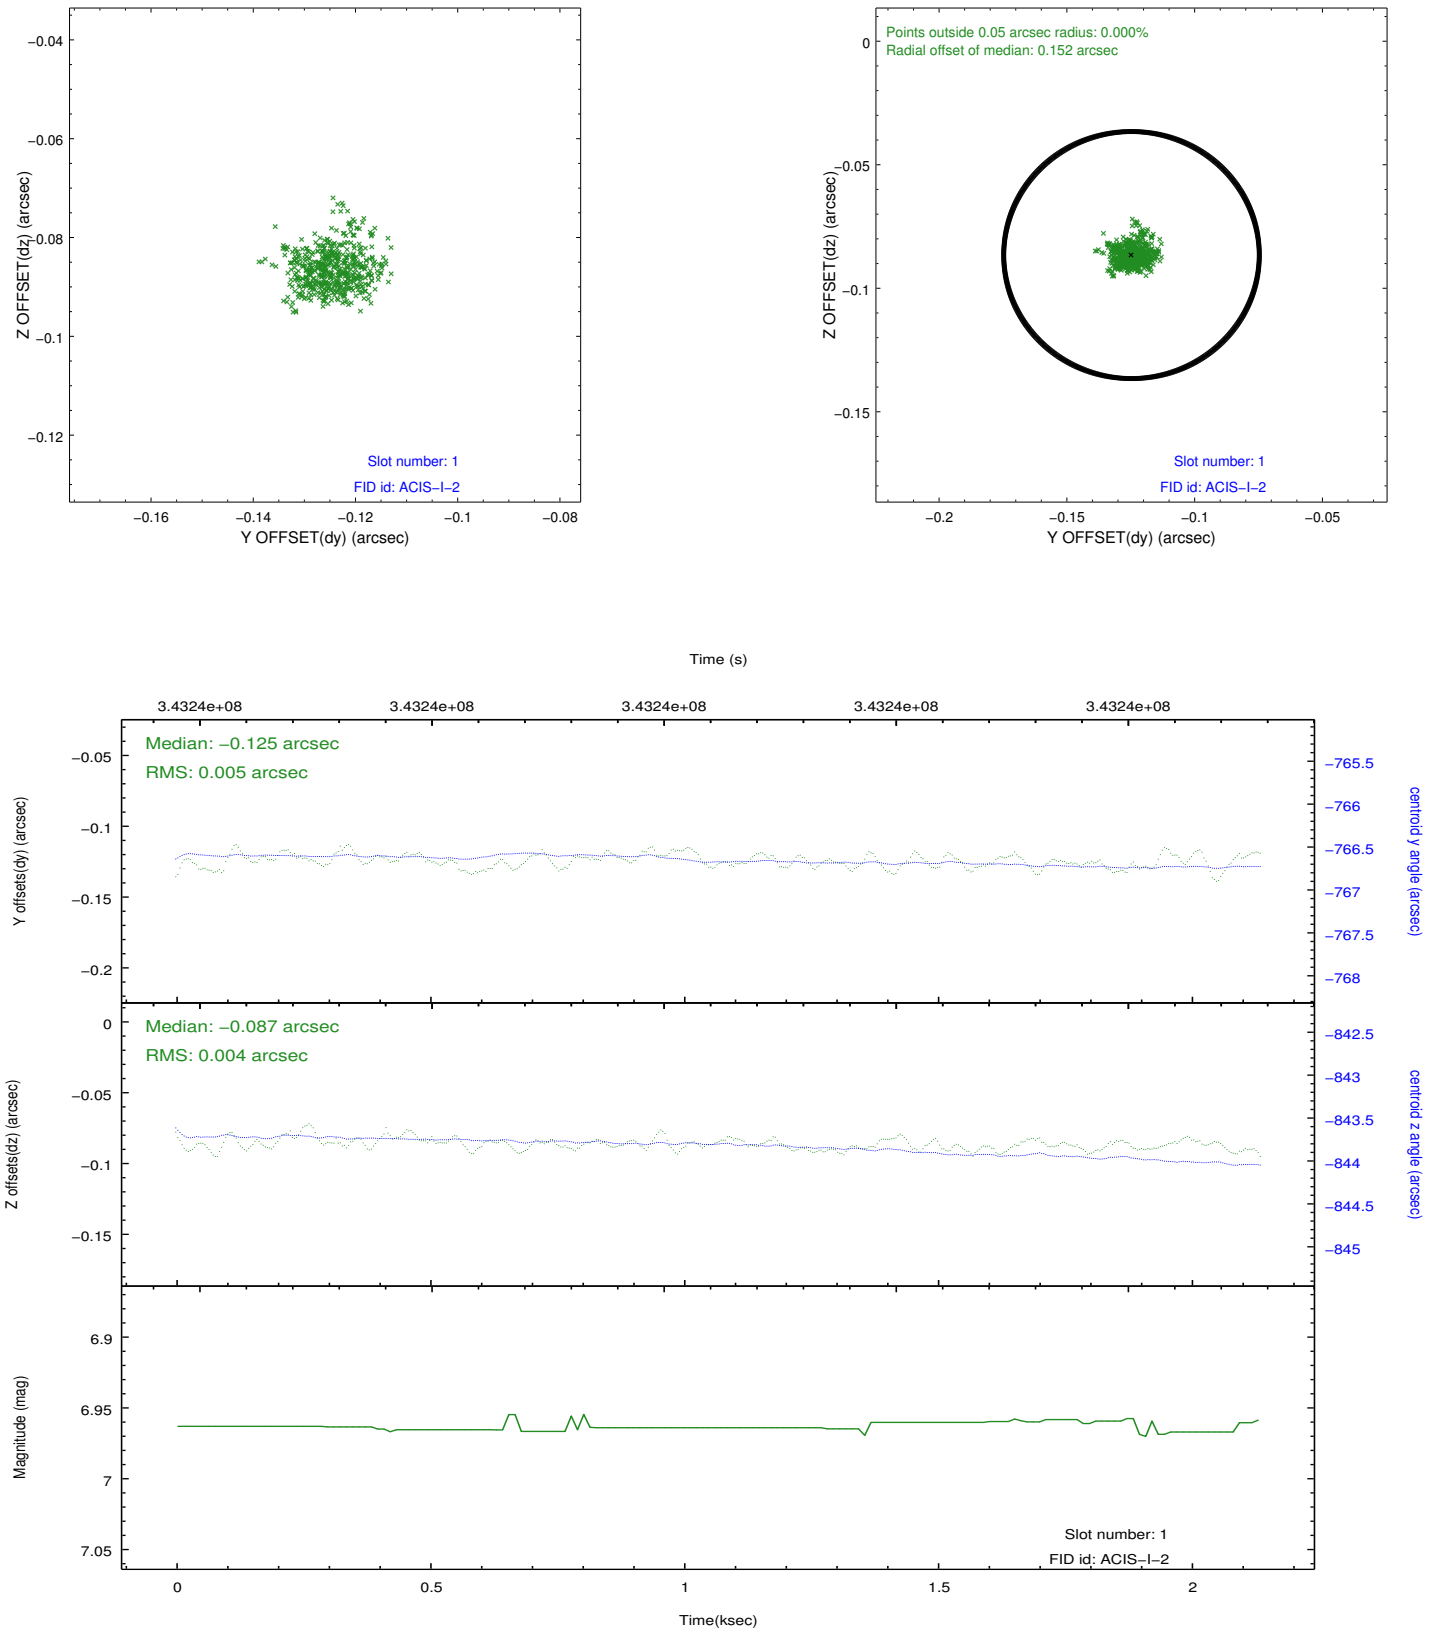 −0.04
−0.06
−0.08
−0.1
−0.12
Z OFFSET(dz) (arcsec)
Slot number: 1
FID id: ACIS−I−2
−0.16
−0.14
−0.12
−0.1
−0.08
Y OFFSET(dy) (arcsec)
Points outside 0.05 arcsec radius: 0.000%
Radial offset of median: 0.152 arcsec
0
−0.05
−0.1
−0.15
Z OFFSET(dz) (arcsec)
Slot number: 1
FID id: ACIS−I−2
−0.2
−0.15
−0.1
−0.05
Y OFFSET(dy) (arcsec)
Time (s)
3.4324e+08
3.4324e+08
3.4324e+08
3.4324e+08
3.4324e+08
Median: −0.125 arcsec
RMS: 0.005 arcsec
−0.05
−0.1
−0.15
−0.2
Y offsets(dy) (arcsec)
−765.5
−766
−766.5
−767
−767.5
−768
centroid y angle (arcsec)
Median: −0.087 arcsec
RMS: 0.004 arcsec
0
−0.05
−0.1
−0.15
Z offsets(dz) (arcsec)
−842.5
−843
−843.5
−844
−844.5
−845
centroid z angle (arcsec)
6.9
6.95
7
7.05
Magnitude (mag)
Slot number: 1
FID id: ACIS−I−2
0
0.5
1
1.5
2
Time(ksec)